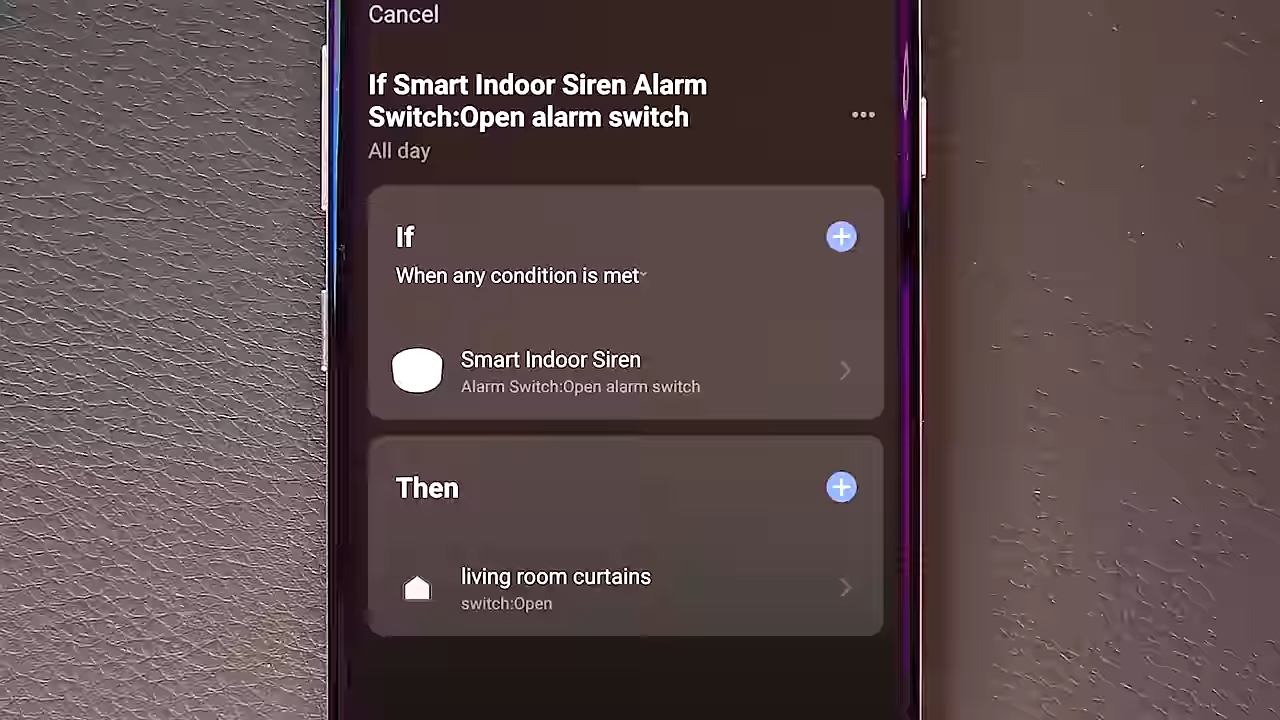 Cancel
If Smart Indoor Siren Alarm
Switch:Open alarm switch
All day
If
When any condition is met
Smart Indoor Siren
Alarm Switch:Open alarm switch
Then
living room curtains
switch:Open